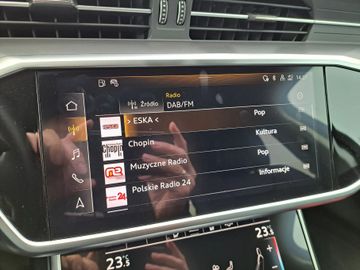 Radio
Źródło DAB/FM
> ESKA < Pop
Chopin Kultura
Muzyczne Radio Pop
Polskie Radio 24 Informacje
23.5 23.5